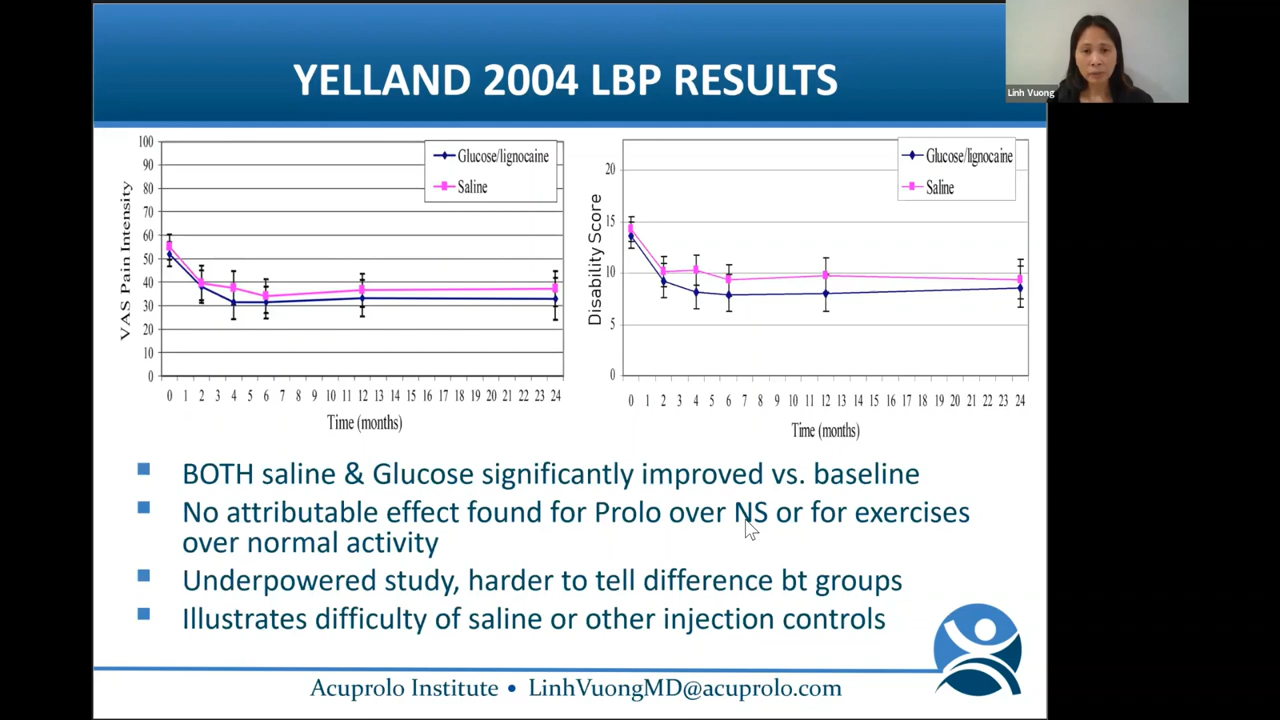 YELLAND 2004 LBP RESULTS
Linh Vuong
VAS Pain Intensity
100
90
80
70
60
50
40
30
20
10
0
Glucose/lignocaine
Saline
0 1 2 3 4 5 6 7 8 9 10 11 12 13 14 15 16 17 18 19 20 21 22 23 24
Time (months)
Disability Score
20
15
10
5
0
Glucose/lignocaine
Saline
0 1 2 3 4 5 6 7 8 9 10 11 12 13 14 15 16 17 18 19 20 21 22 23 24
Time (months)
BOTH saline & Glucose significantly improved vs. baseline
No attributable effect found for Prolo over NS or for exercises
over normal activity
Underpowered study, harder to tell difference bt groups
Illustrates difficulty of saline or other injection controls
Acuprolo Institute • LinhVuongMD@acuprolo.com